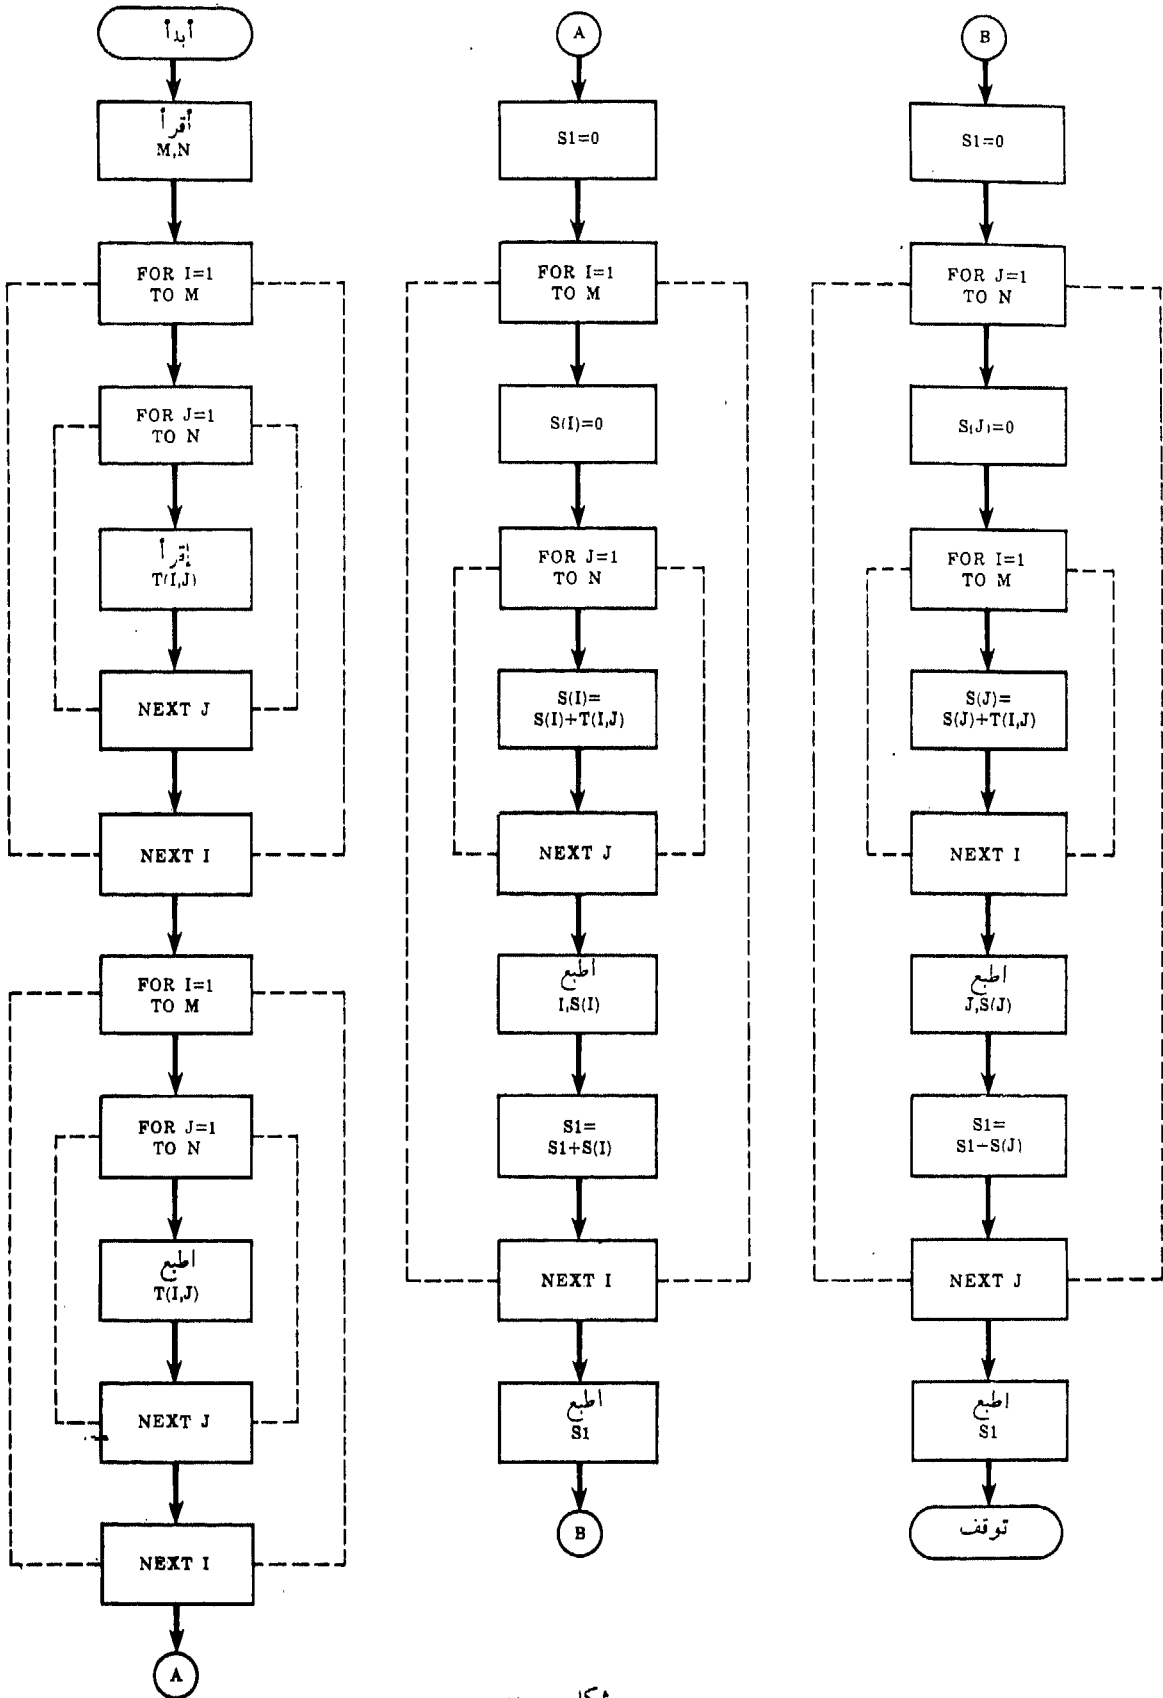 أبدأ
أقرأ
M,N
FOR I=1
TO M
FOR J=1
TO N
إقرأ
T(I,J)
NEXT J
NEXT I
FOR I=1
TO M
FOR J=1
TO N
اطبع
T(I,J)
NEXT J
NEXT I
A
A
S1=0
FOR I=1
TO M
S(I)=0
FOR J=1
TO N
S(I)=
S(I)+T(I,J)
NEXT J
اطبع
I,S(I)
S1=
S1+S(I)
NEXT I
اطبع
S1
B
B
S1=0
FOR J=1
TO N
S(J)=0
FOR I=1
TO M
S(J)=
S(J)+T(I,J)
NEXT I
اطبع
J,S(J)
S1=
S1-S(J)
NEXT J
اطبع
S1
توقف